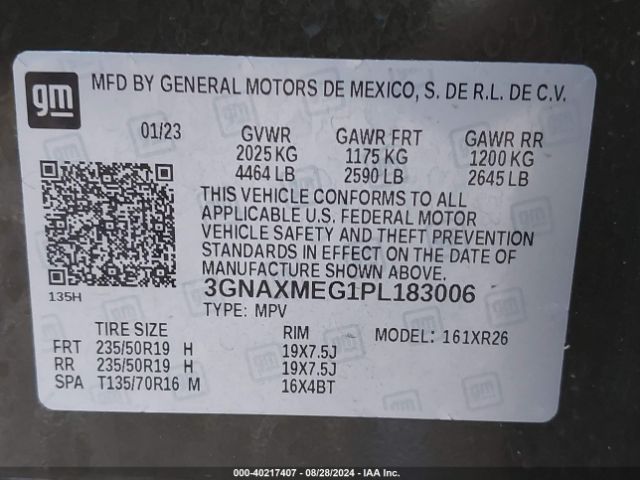 gm
MFD BY GENERAL MOTORS DE MEXICO, S. DE R.L. DE C.V.
01/23 GVWR GAWR FRT GAWR RR
2025 KG 1175 KG 1200 KG
4464 LB 2590 LB 2645 LB
THIS VEHICLE CONFORMS TO ALL
APPLICABLE U.S. FEDERAL MOTOR
VEHICLE SAFETY AND THEFT PREVENTION
STANDARDS IN EFFECT ON THE DATE OF
MANUFACTURE SHOWN ABOVE.
135H
3GNAXMEG1PL183006
TYPE: MPV
TIRE SIZE RIM MODEL: 161XR26
FRT 235/50R19 H 19X7.5J
RR 235/50R19 H 19X7.5J
SPA T135/70R16 M 16X4BT
000-40217407 - 08/28/2024 - IAA Inc.